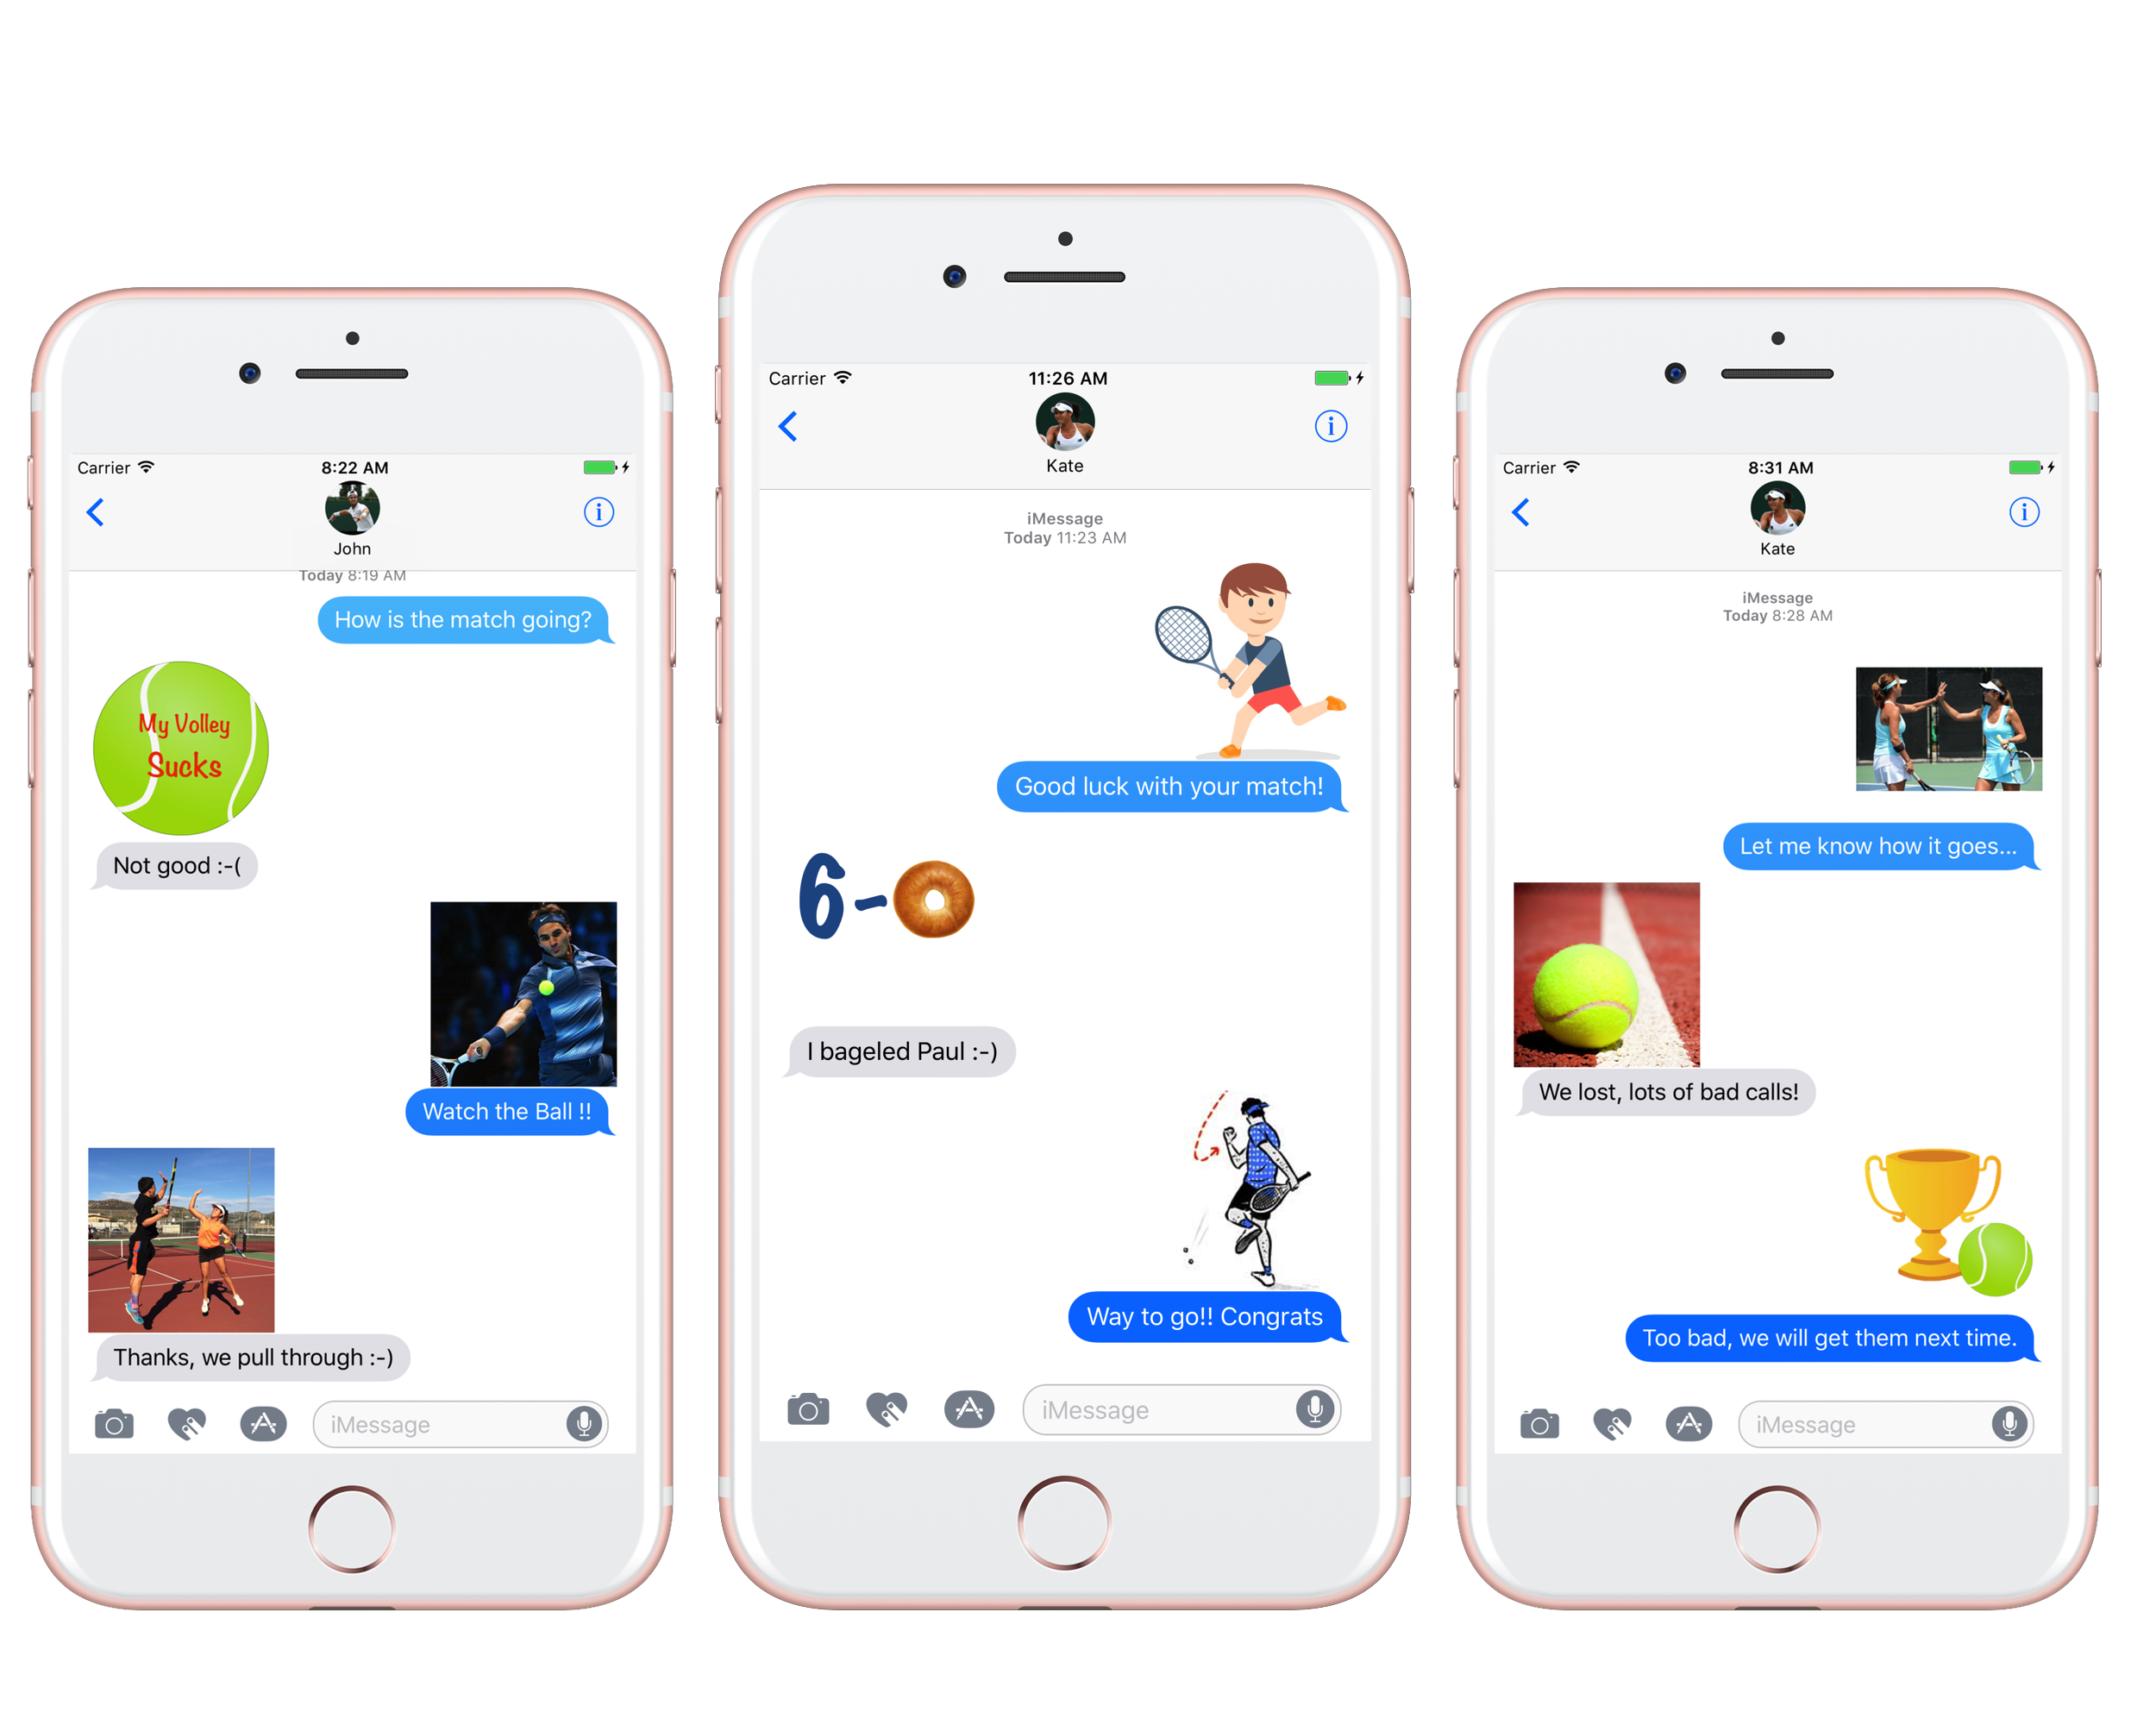 Carrier 8:22 AM
John
Today 8:19 AM
How is the match going?
My Volley
Sucks
Not good :-(
Watch the Ball !!
Thanks, we pull through :-)
iMessage
Carrier 11:26 AM
Kate
iMessage
Today 11:23 AM
Good luck with your match!
6-
I bageled Paul :-)
Way to go!! Congrats
iMessage
Carrier 8:31 AM
Kate
iMessage
Today 8:28 AM
Let me know how it goes...
We lost, lots of bad calls!
Too bad, we will get them next time.
iMessage